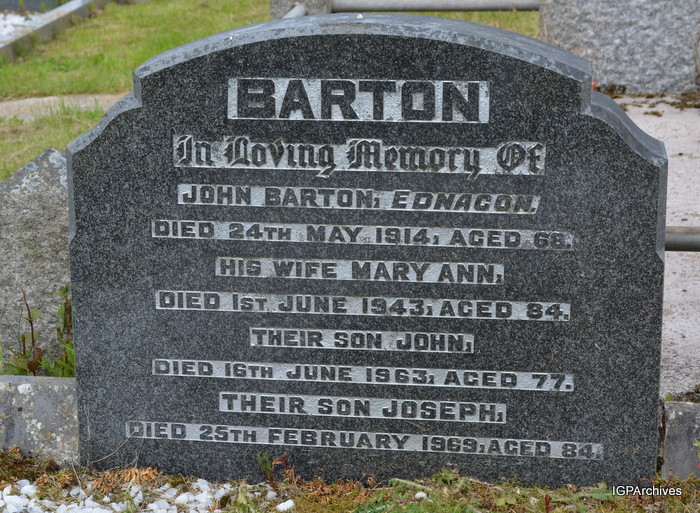 BARTON
In Loving Memory Of
JOHN BARTON, EDNAGON,
DIED 24TH MAY 1914, AGED 68.
HIS WIFE MARY ANN,
DIED 1ST JUNE 1943, AGED 84.
THEIR SON JOHN,
DIED 16TH JUNE 1963, AGED 77.
THEIR SON JOSEPH,
DIED 25TH FEBRUARY 1969, AGED 84.
IGPArchives